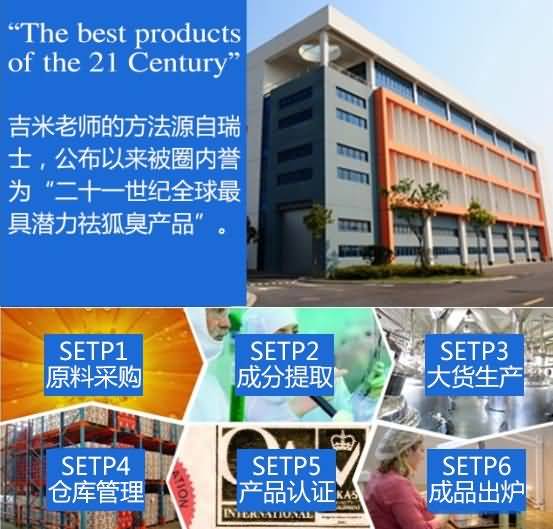 “The best products
of the 21 Century”
吉米老师的方法源自瑞
士，公布以来被圈内誉
为“二十一世纪全球最
具潜力祛狐臭产品”。
SETP1
原料采购
SETP2
成分提取
SETP3
大货生产
SETP4
仓库管理
SETP5
产品认证
SETP6
成品出炉
INTERNATIONAL